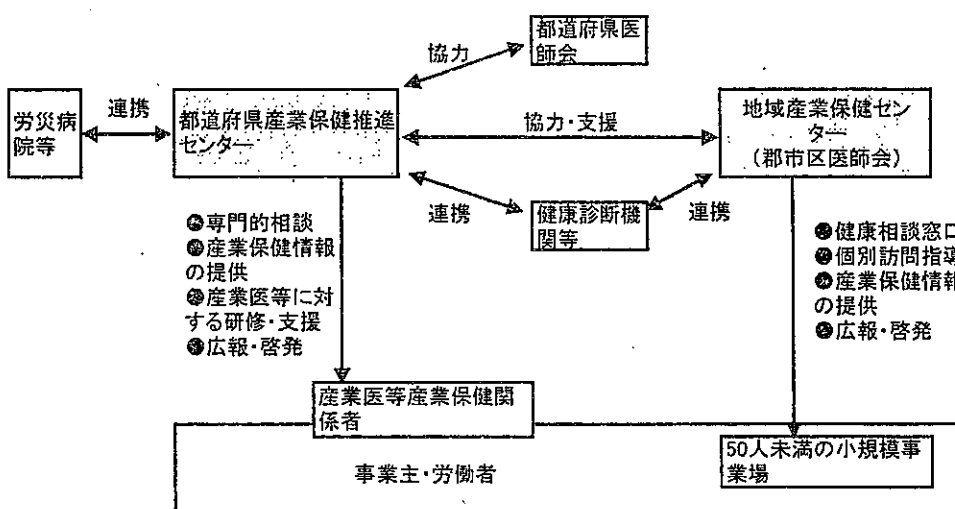 都道府県医
師会
協力
労災病
院等
連携
都道府県産業保健推進
センター
協力・支援
地域産業保健セン
ター
(郡市区医師会)
連携
健康診断機
関等
連携
●専門的相談
●産業保健情報
の提供
●産業医等に対
する研修・支援
●広報・啓発
●健康相談窓口
●個別訪問指導
●産業保健情報
の提供
●広報・啓発
産業医等産業保健関
係者
事業主・労働者
50人未満の小規模事
業場